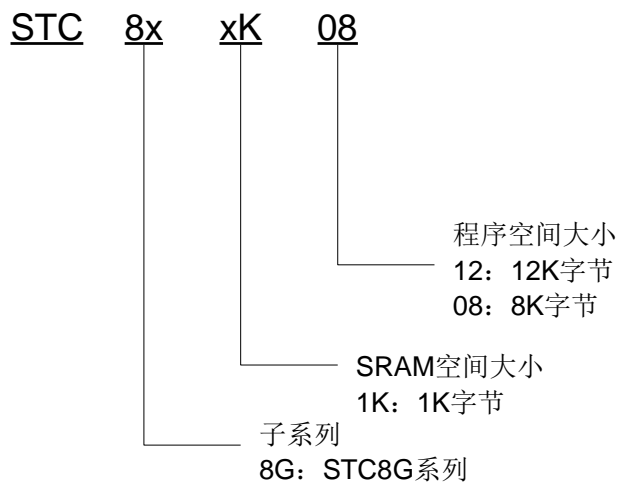 STC 8x xK 08
程序空间大小
12：12K字节
08：8K字节
SRAM空间大小
1K：1K字节
子系列
8G：STC8G系列